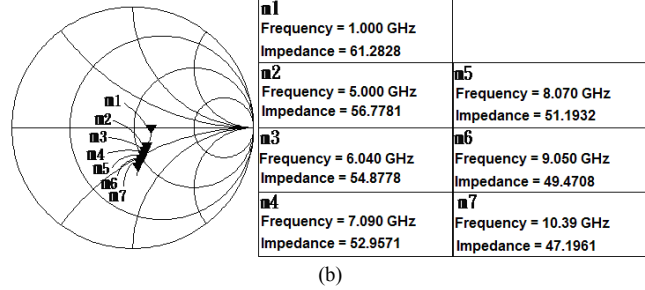 m1
m2
m3
m4
m5
m6
m7
m1
Frequency = 1.000 GHz
Impedance = 61.2828
m2
Frequency = 5.000 GHz
Impedance = 56.7781
m5
Frequency = 8.070 GHz
Impedance = 51.1932
m3
Frequency = 6.040 GHz
Impedance = 54.8778
m6
Frequency = 9.050 GHz
Impedance = 49.4708
m4
Frequency = 7.090 GHz
Impedance = 52.9571
m7
Frequency = 10.39 GHz
Impedance = 47.1961
(b)